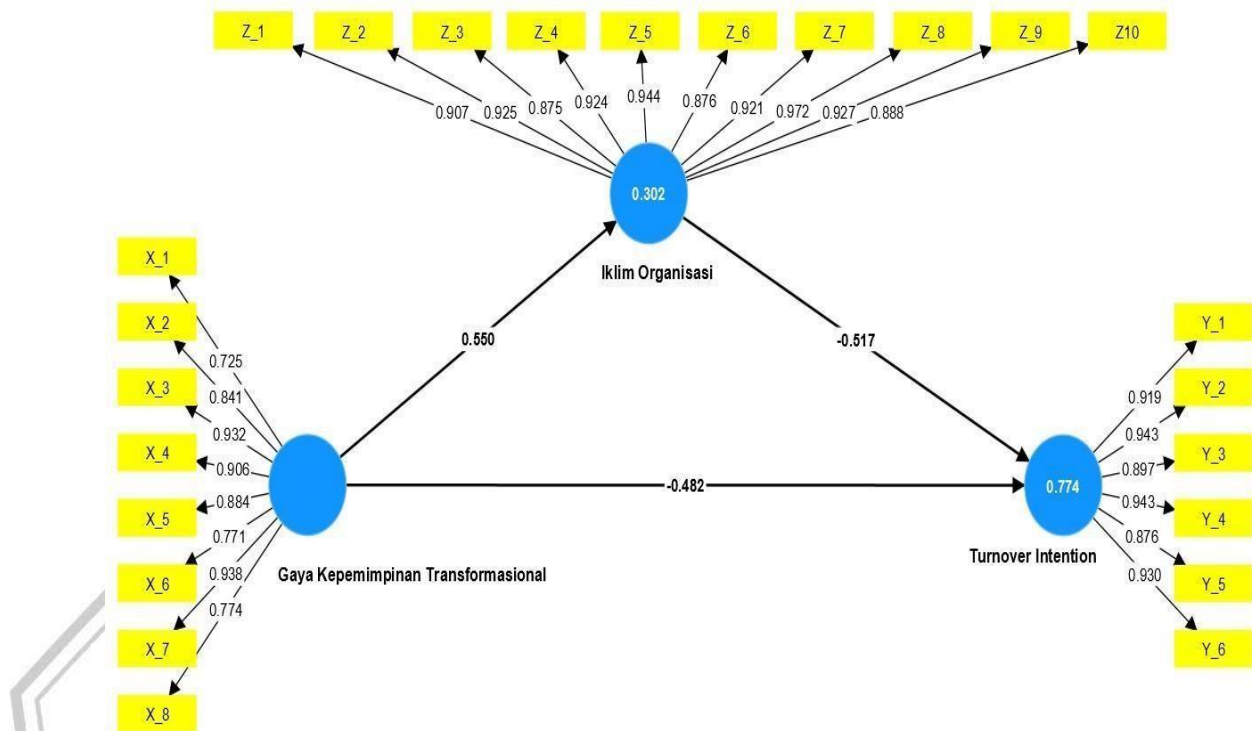 Z_1 Z_2 Z_3 Z_4 Z_5 Z_6 Z_7 Z_8 Z_9 Z10
0.907 0.925 0.875 0.924 0.944 0.876 0.921 0.972 0.927 0.888
0.302
Iklim Organisasi
X_1
X_2
X_3
X_4
X_5
X_6
X_7
X_8
0.725
0.841
0.932
0.906
0.884
0.771
0.938
0.774
Gaya Kepemimpinan Transformasional
0.550
-0.517
-0.482
0.774
Turnover Intention
0.919
0.943
0.897
0.943
0.876
0.930
Y_1
Y_2
Y_3
Y_4
Y_5
Y_6